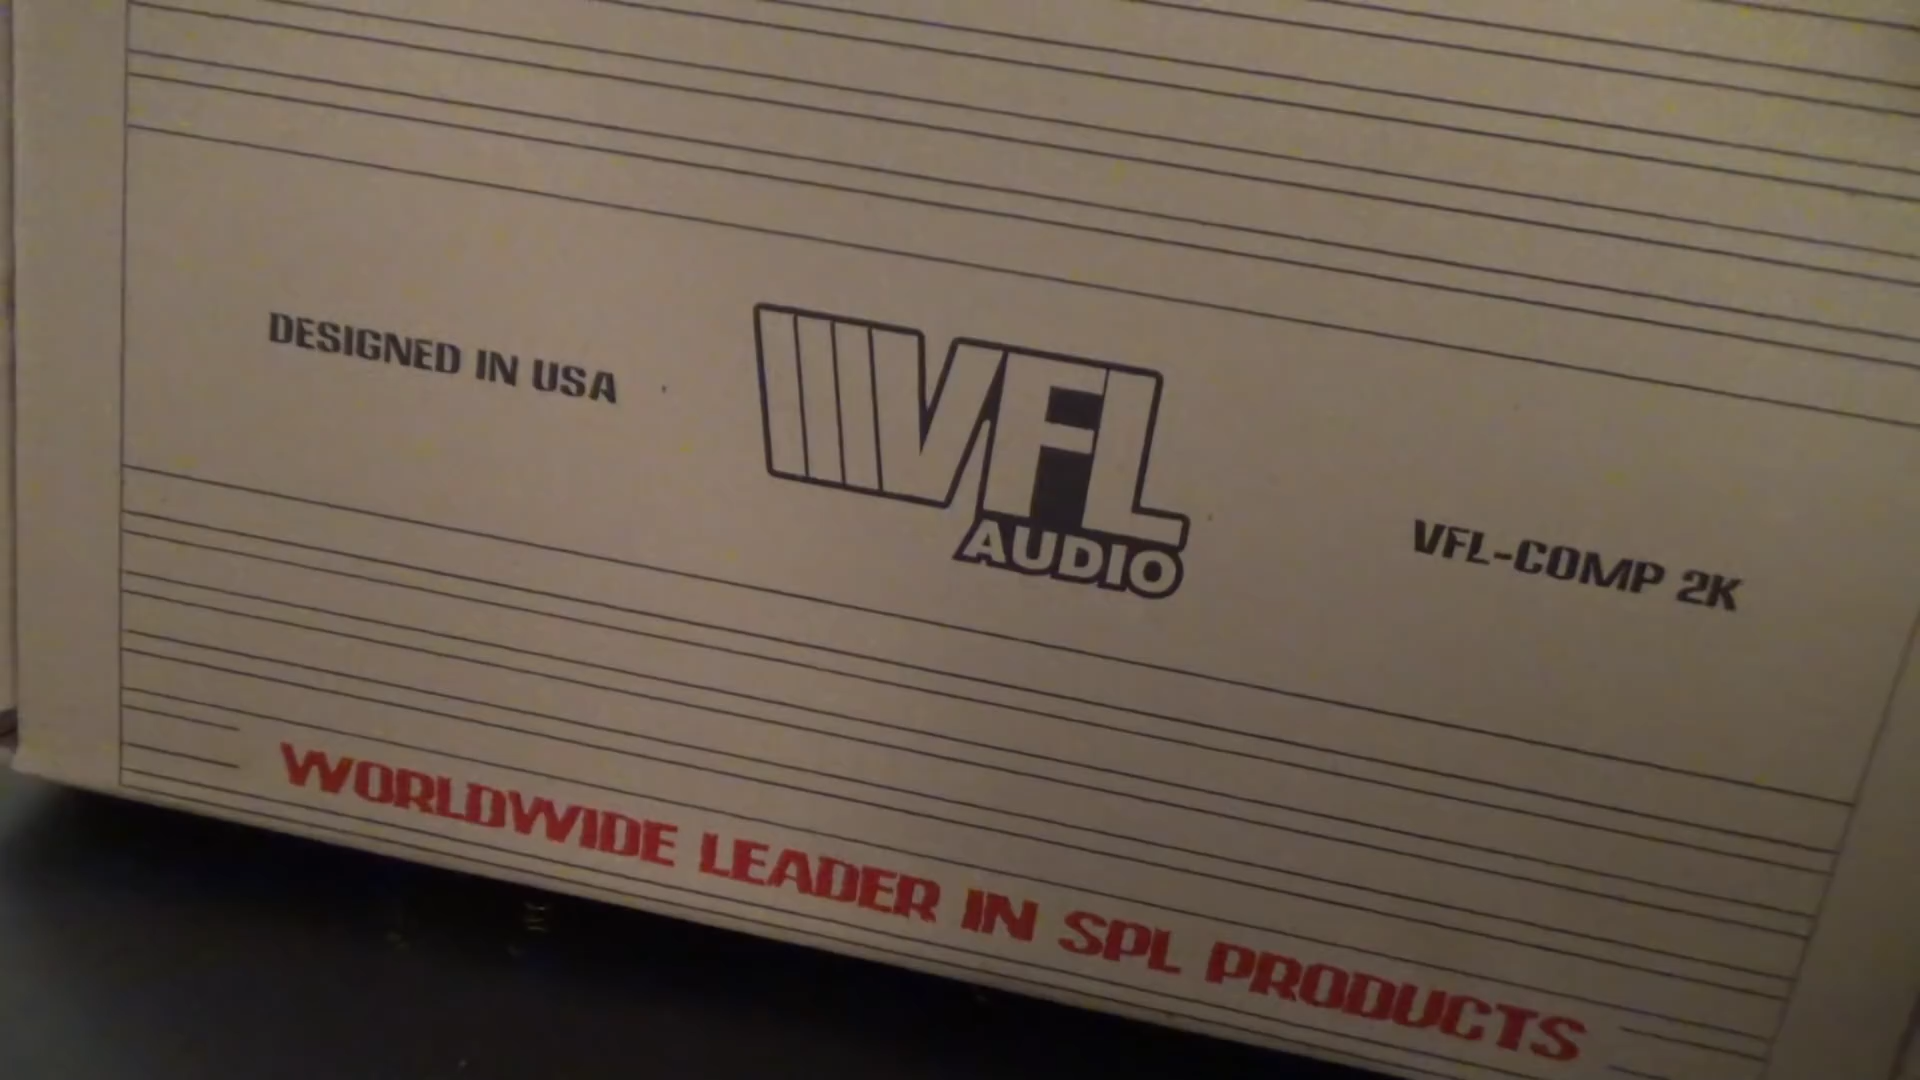 DESIGNED IN USA
VFL
AUDIO
VFL-COMP 2K
WORLDWIDE LEADER IN SPL PRODUCTS